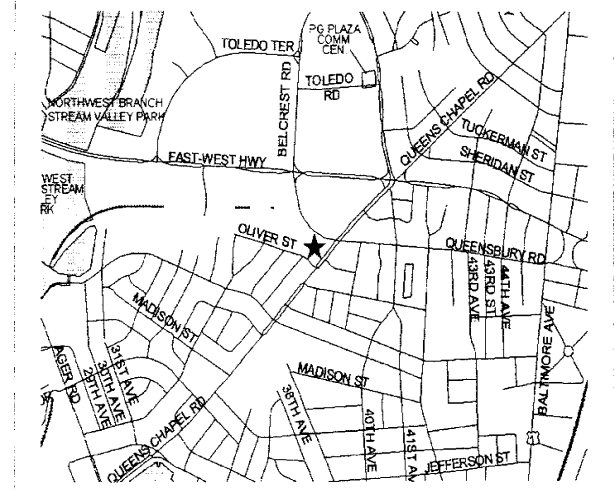 TOLEDO TER
PG PLAZA
COMM
CEN
TOLEDO
RD
BELCREST RD
QUEENS CHAPEL RD
NORTHWEST BRANCH
STREAM VALLEY PARK
TUCKERMAN ST
SHERIDAN ST
EAST-WEST HWY
WEST
STREAM
EY
RK
OLIVER ST
QUEENSBURY RD
43RD AVE
43RD ST
44TH AVE
MADISON ST
BALTIMORE AVE
AGER RD
29TH AVE
30TH AVE
31ST AVE
MADISON ST
38TH AVE
QUEENS CHAPEL RD
40TH AVE
41ST AV
JEFFERSON ST